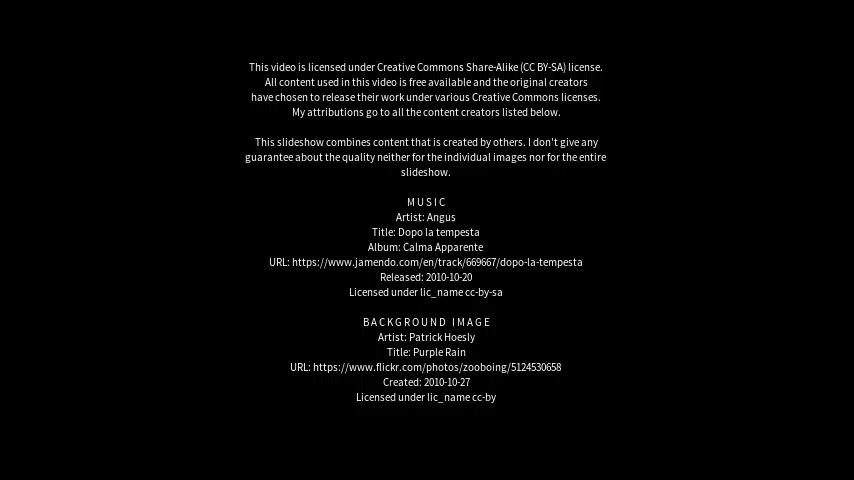 This video is licensed under Creative Commons Share-Alike (CC BY-SA) license.
All content used in this video is free available and the original creators
have chosen to release their work under various Creative Commons licenses.
My attributions go to all the content creators listed below.
This slideshow combines content that is created by others. I don't give any
guarantee about the quality neither for the individual images nor for the entire
slideshow.
MUSIC
Artist: Angus
Title: Dopo la tempesta
Album: Calma Apparente
URL: https://www.jamendo.com/en/track/669667/dopo-la-tempesta
Released: 2010-10-20
Licensed under lic_name cc-by-sa
BACKGROUND IMAGE
Artist: Patrick Hoesly
Title: Purple Rain
URL: https://www.flickr.com/photos/zooboing/5124530658
Created: 2010-10-27
Licensed under lic_name cc-by